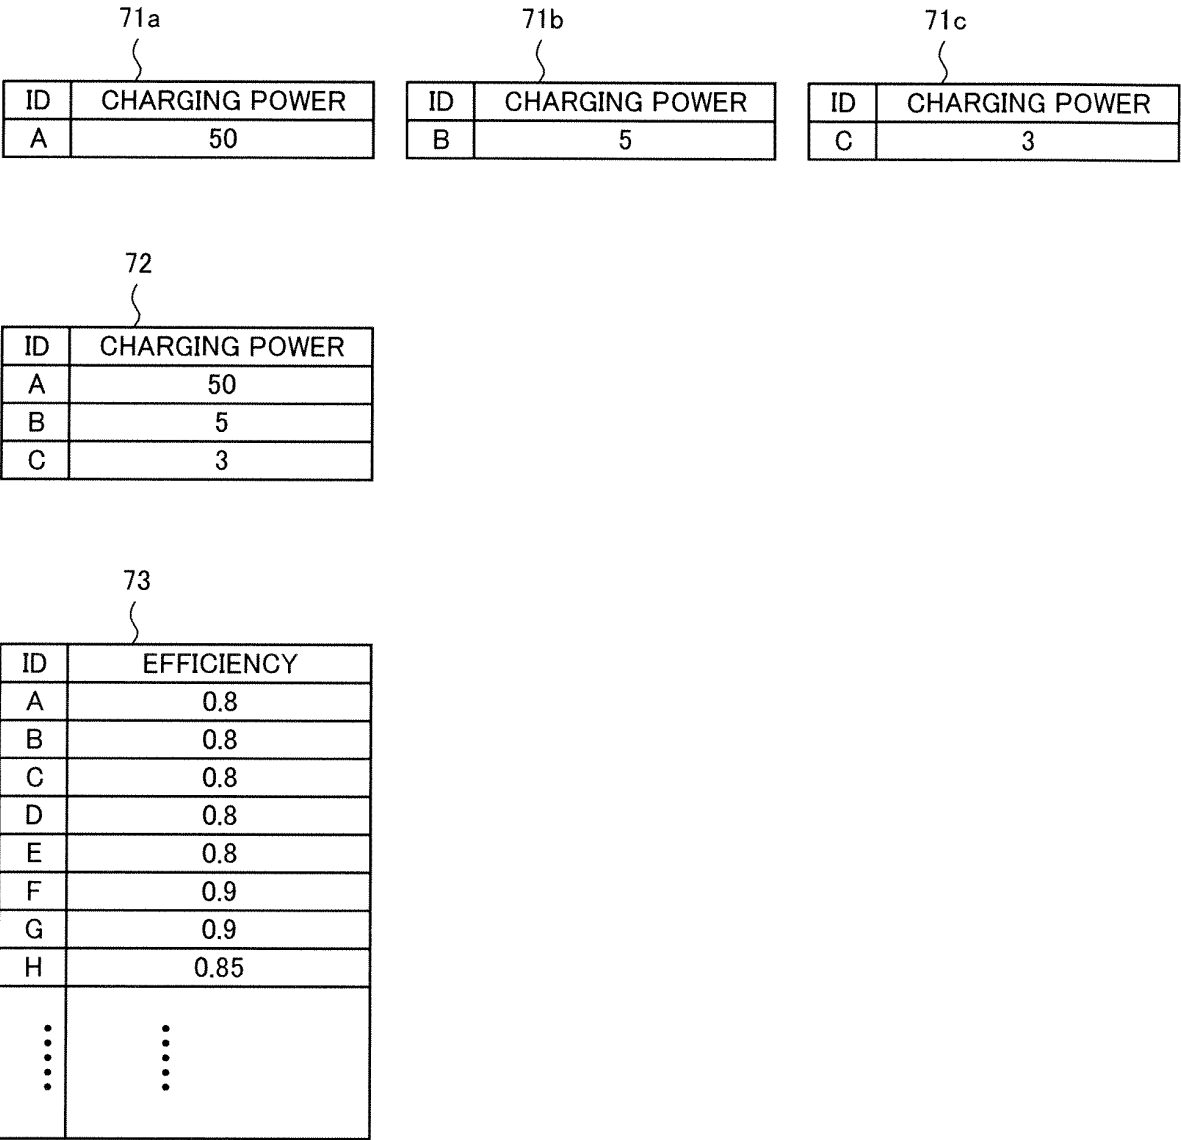 71a 71b 71c
ID CHARGING POWER ID CHARGING POWER ID CHARGING POWER
A 50 B 5 C 3
72
ID CHARGING POWER
A 50
B 5
C 3
73
ID EFFICIENCY
A 0.8
B 0.8
C 0.8
D 0.8
E 0.8
F 0.9
G 0.9
H 0.85